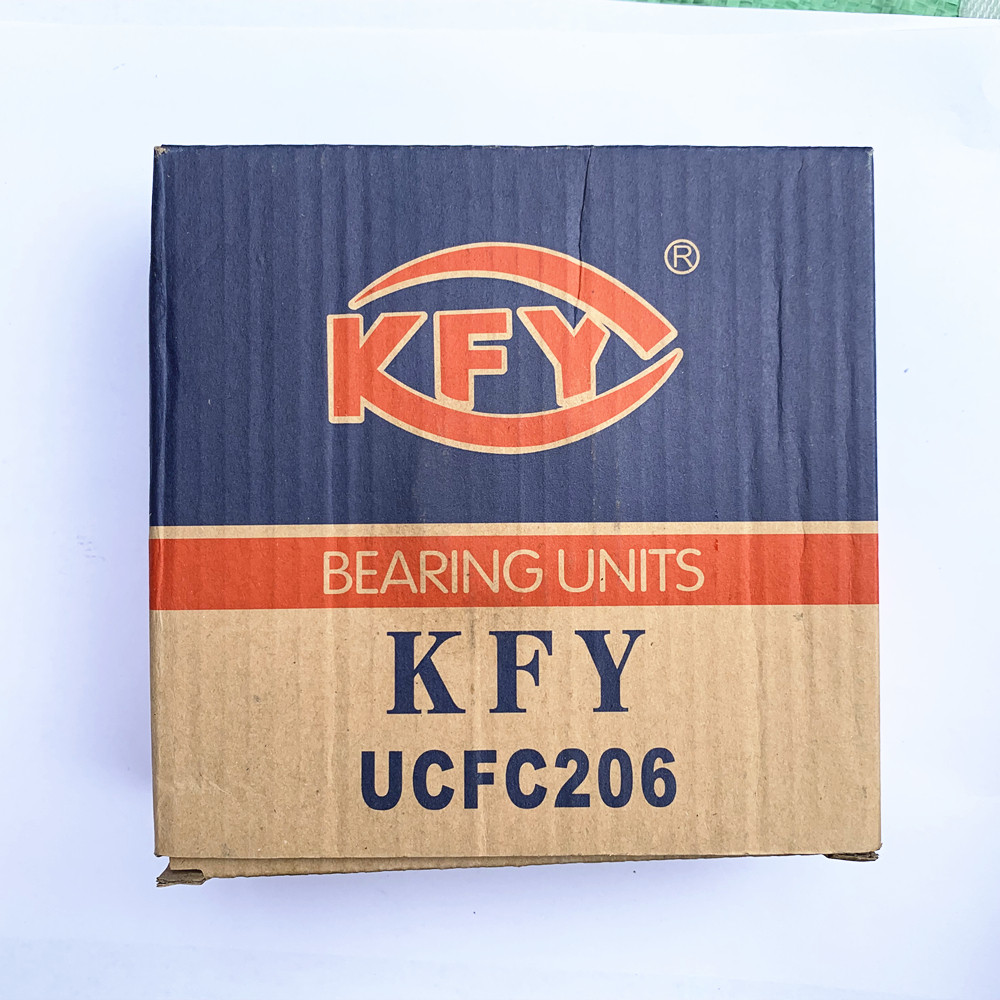 KFY ®
BEARING UNITS
KFY
UCFC206